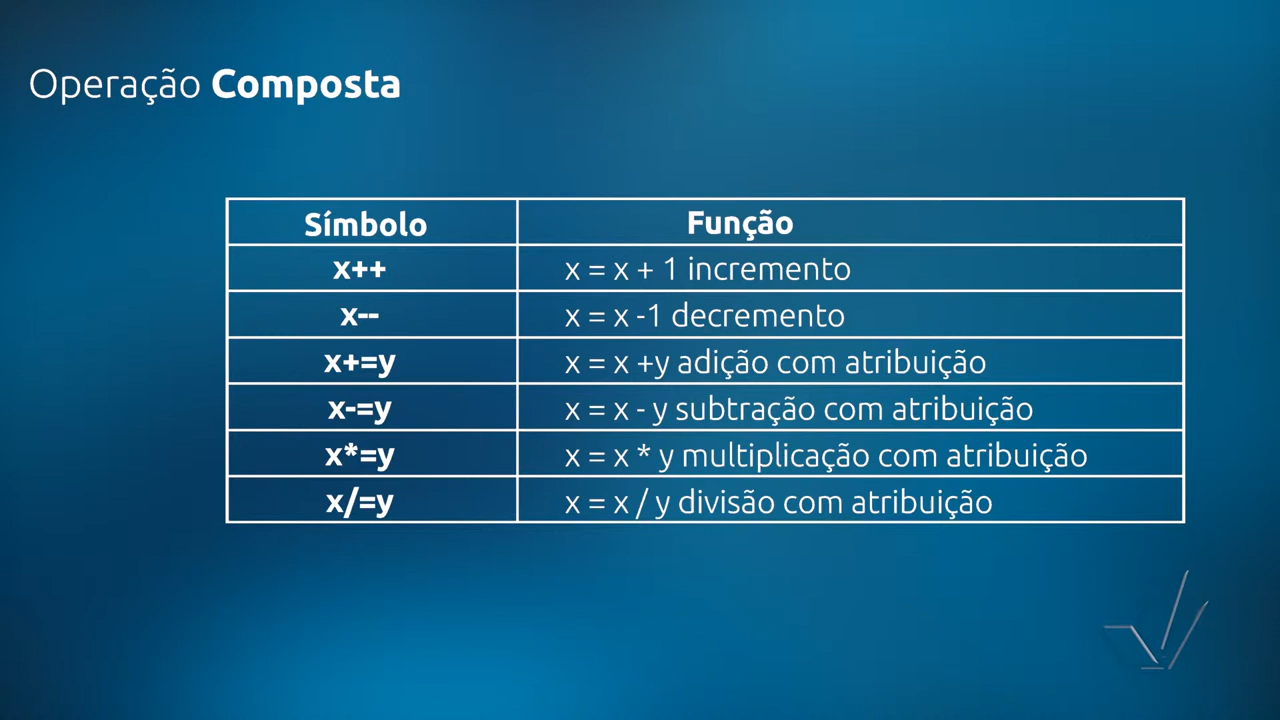 Operação Composta
Símbolo Função
x++ x = x + 1 incremento
x-- x = x -1 decremento
x+=y x = x +y adição com atribuição
x-=y x = x - y subtração com atribuição
x*=y x = x * y multiplicação com atribuição
x/=y x = x / y divisão com atribuição